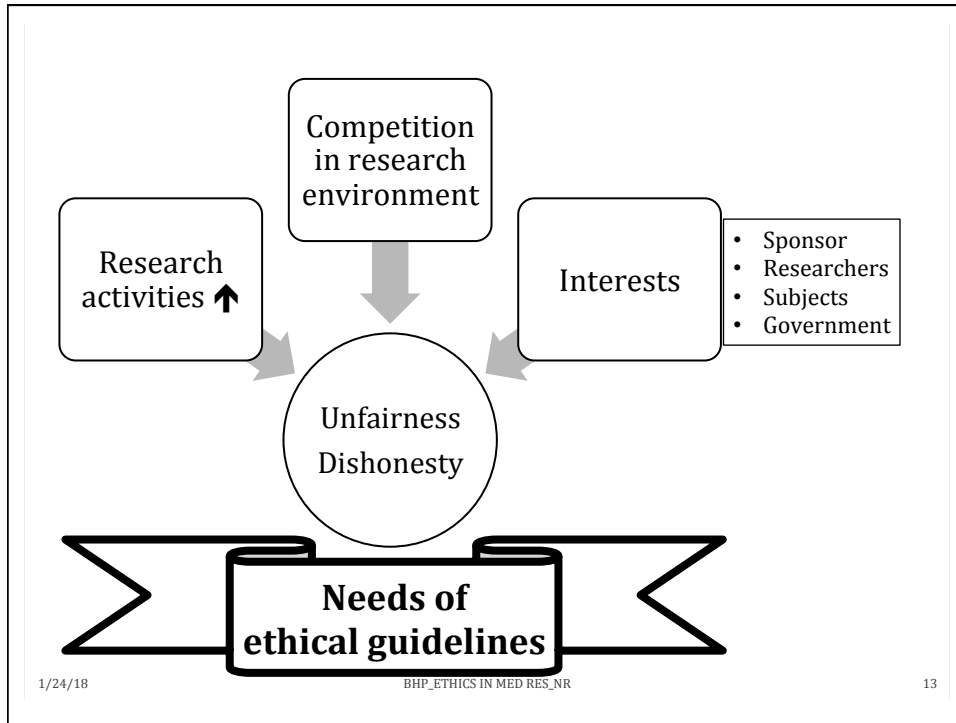 Competition
in research
environment
Research
activities ↑
Interests
• Sponsor
• Researchers
• Subjects
• Government
Unfairness
Dishonesty
Needs of
ethical guidelines
1/24/18
BHP_ETHICS IN MED RES_NR
13